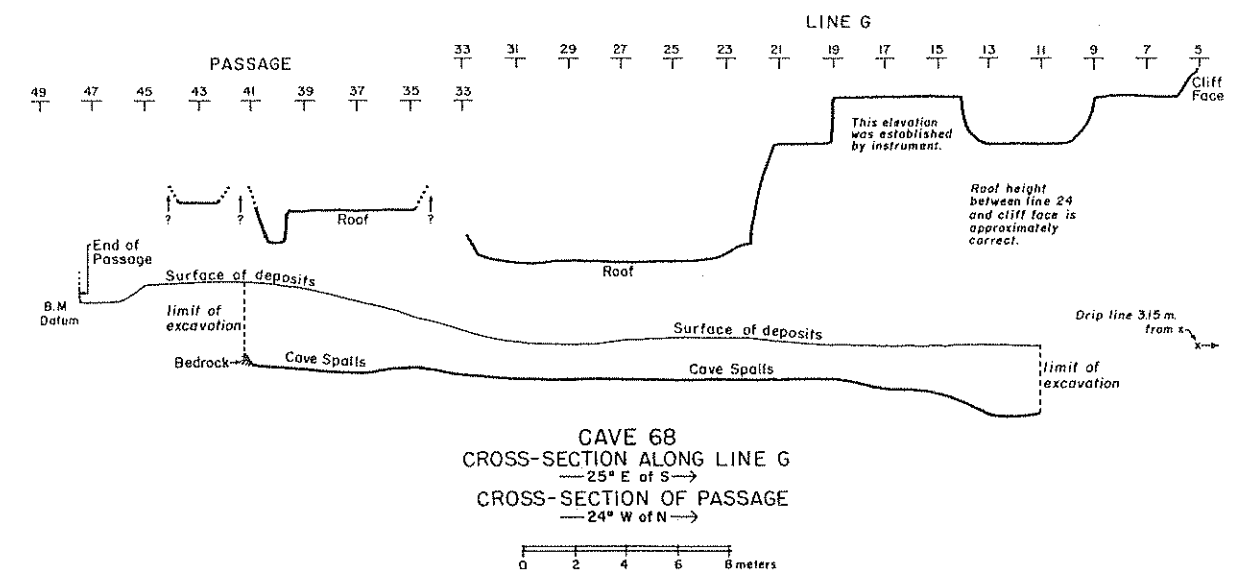 LINE G
33 31 29 27 25 23 21 19 17 15 13 11 9 7 5
PASSAGE
49 47 45 43 41 39 37 35 33
Cliff
Face
This elevation
was established
by instrument.
Roof height
between line 24
and cliff face is
approximately
correct.
? ? ?
Roof
Roof
End of
Passage
B.M
Datum
Surface of deposits
limit of
excavation
Bedrock
Cave Spalls
Surface of deposits
Cave Spalls
Drip line 3.15 m.
from x
x
limit of
excavation
CAVE 68
CROSS-SECTION ALONG LINE G
25° E of S
CROSS-SECTION OF PASSAGE
24° W of N
0 2 4 6 8 meters